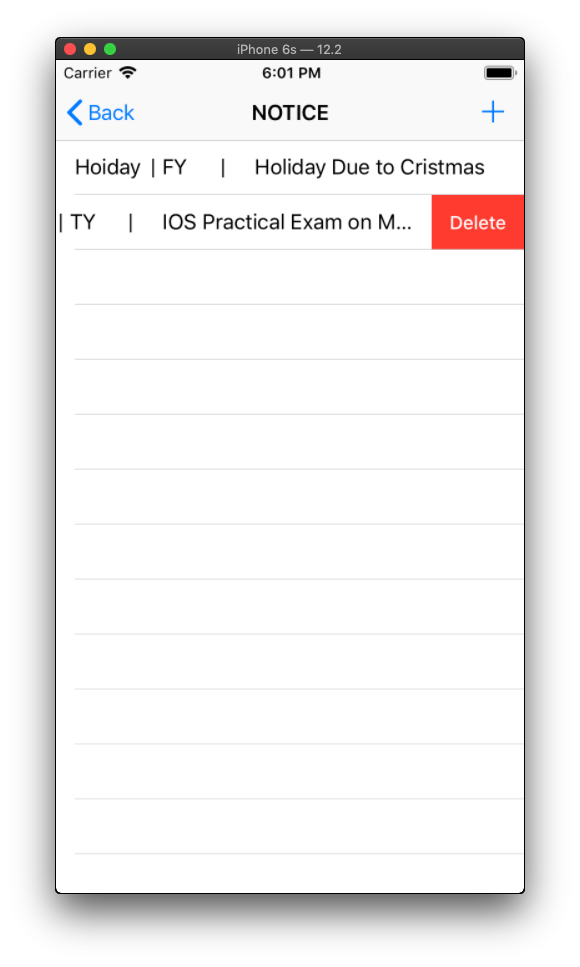 iPhone 6s — 12.2
Carrier 6:01 PM
Back NOTICE +
Hoiday | FY | Holiday Due to Cristmas
| TY | IOS Practical Exam on M... Delete